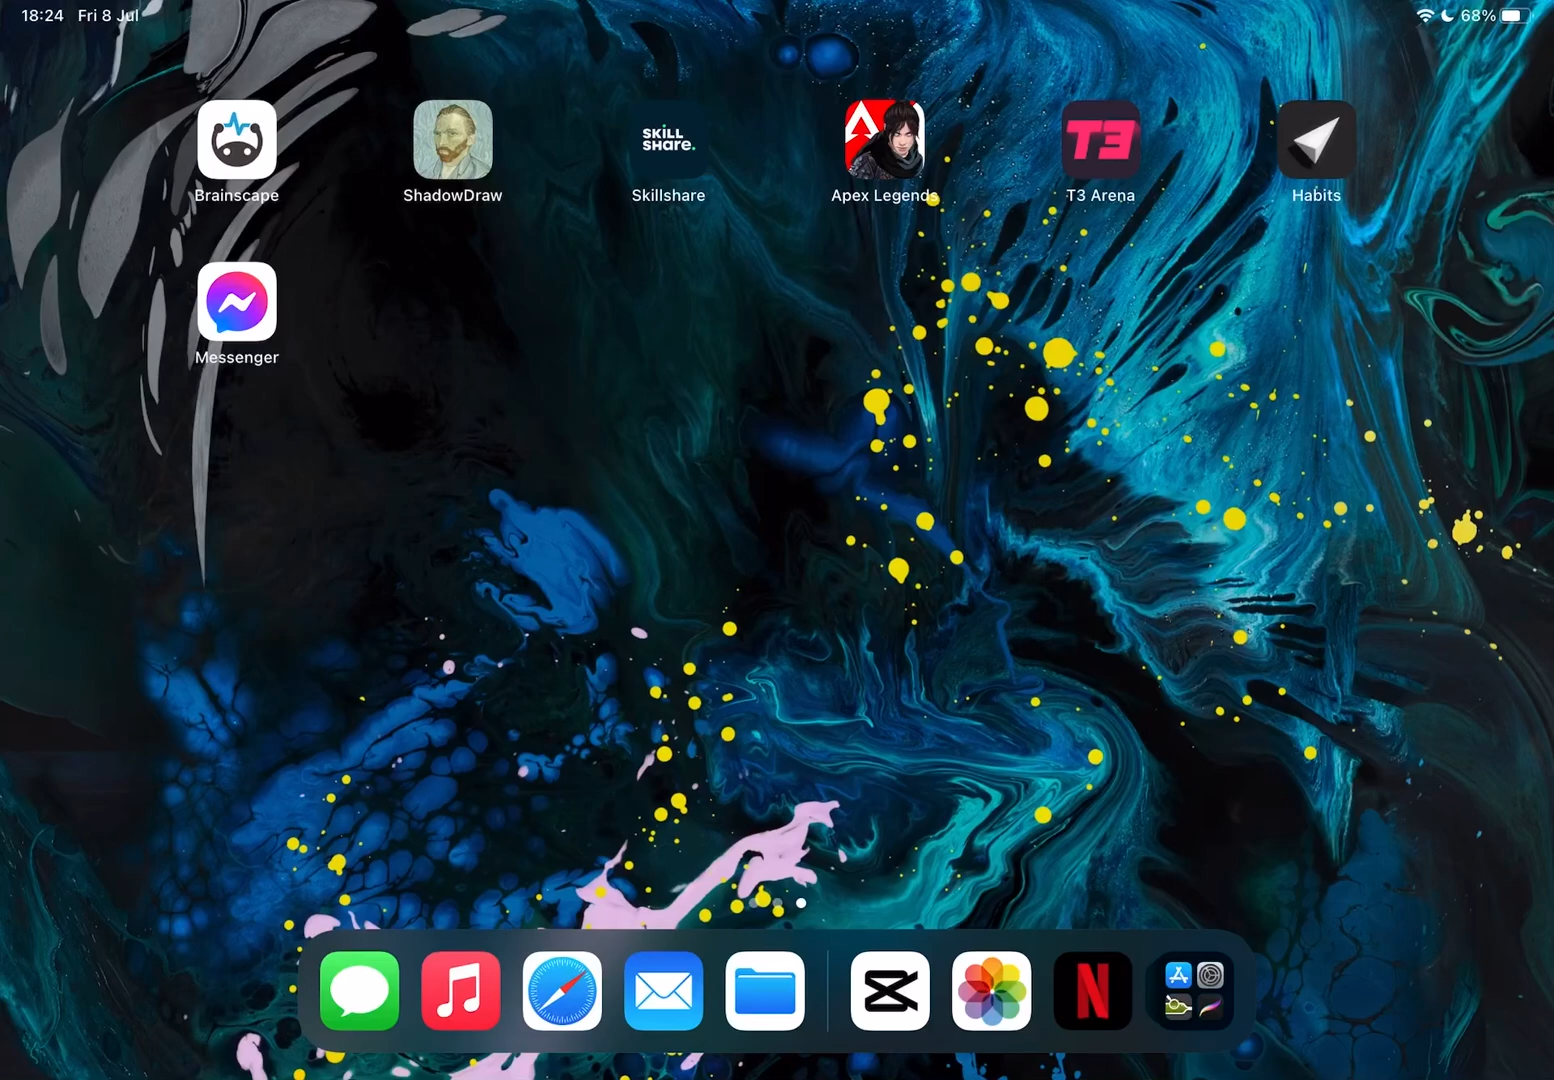 18:24 Fri 8 Jul
68%
SKiLL
SHare.
T3
Brainscape
ShadowDraw
Skillshare
Apex Legends
T3 Arena
Habits
Messenger
N